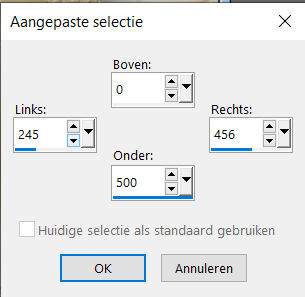 Aangepaste selectie
Boven:
0
Links:
245
Rechts:
456
Onder:
500
Huidige selectie als standaard gebruiken
OK
Annuleren